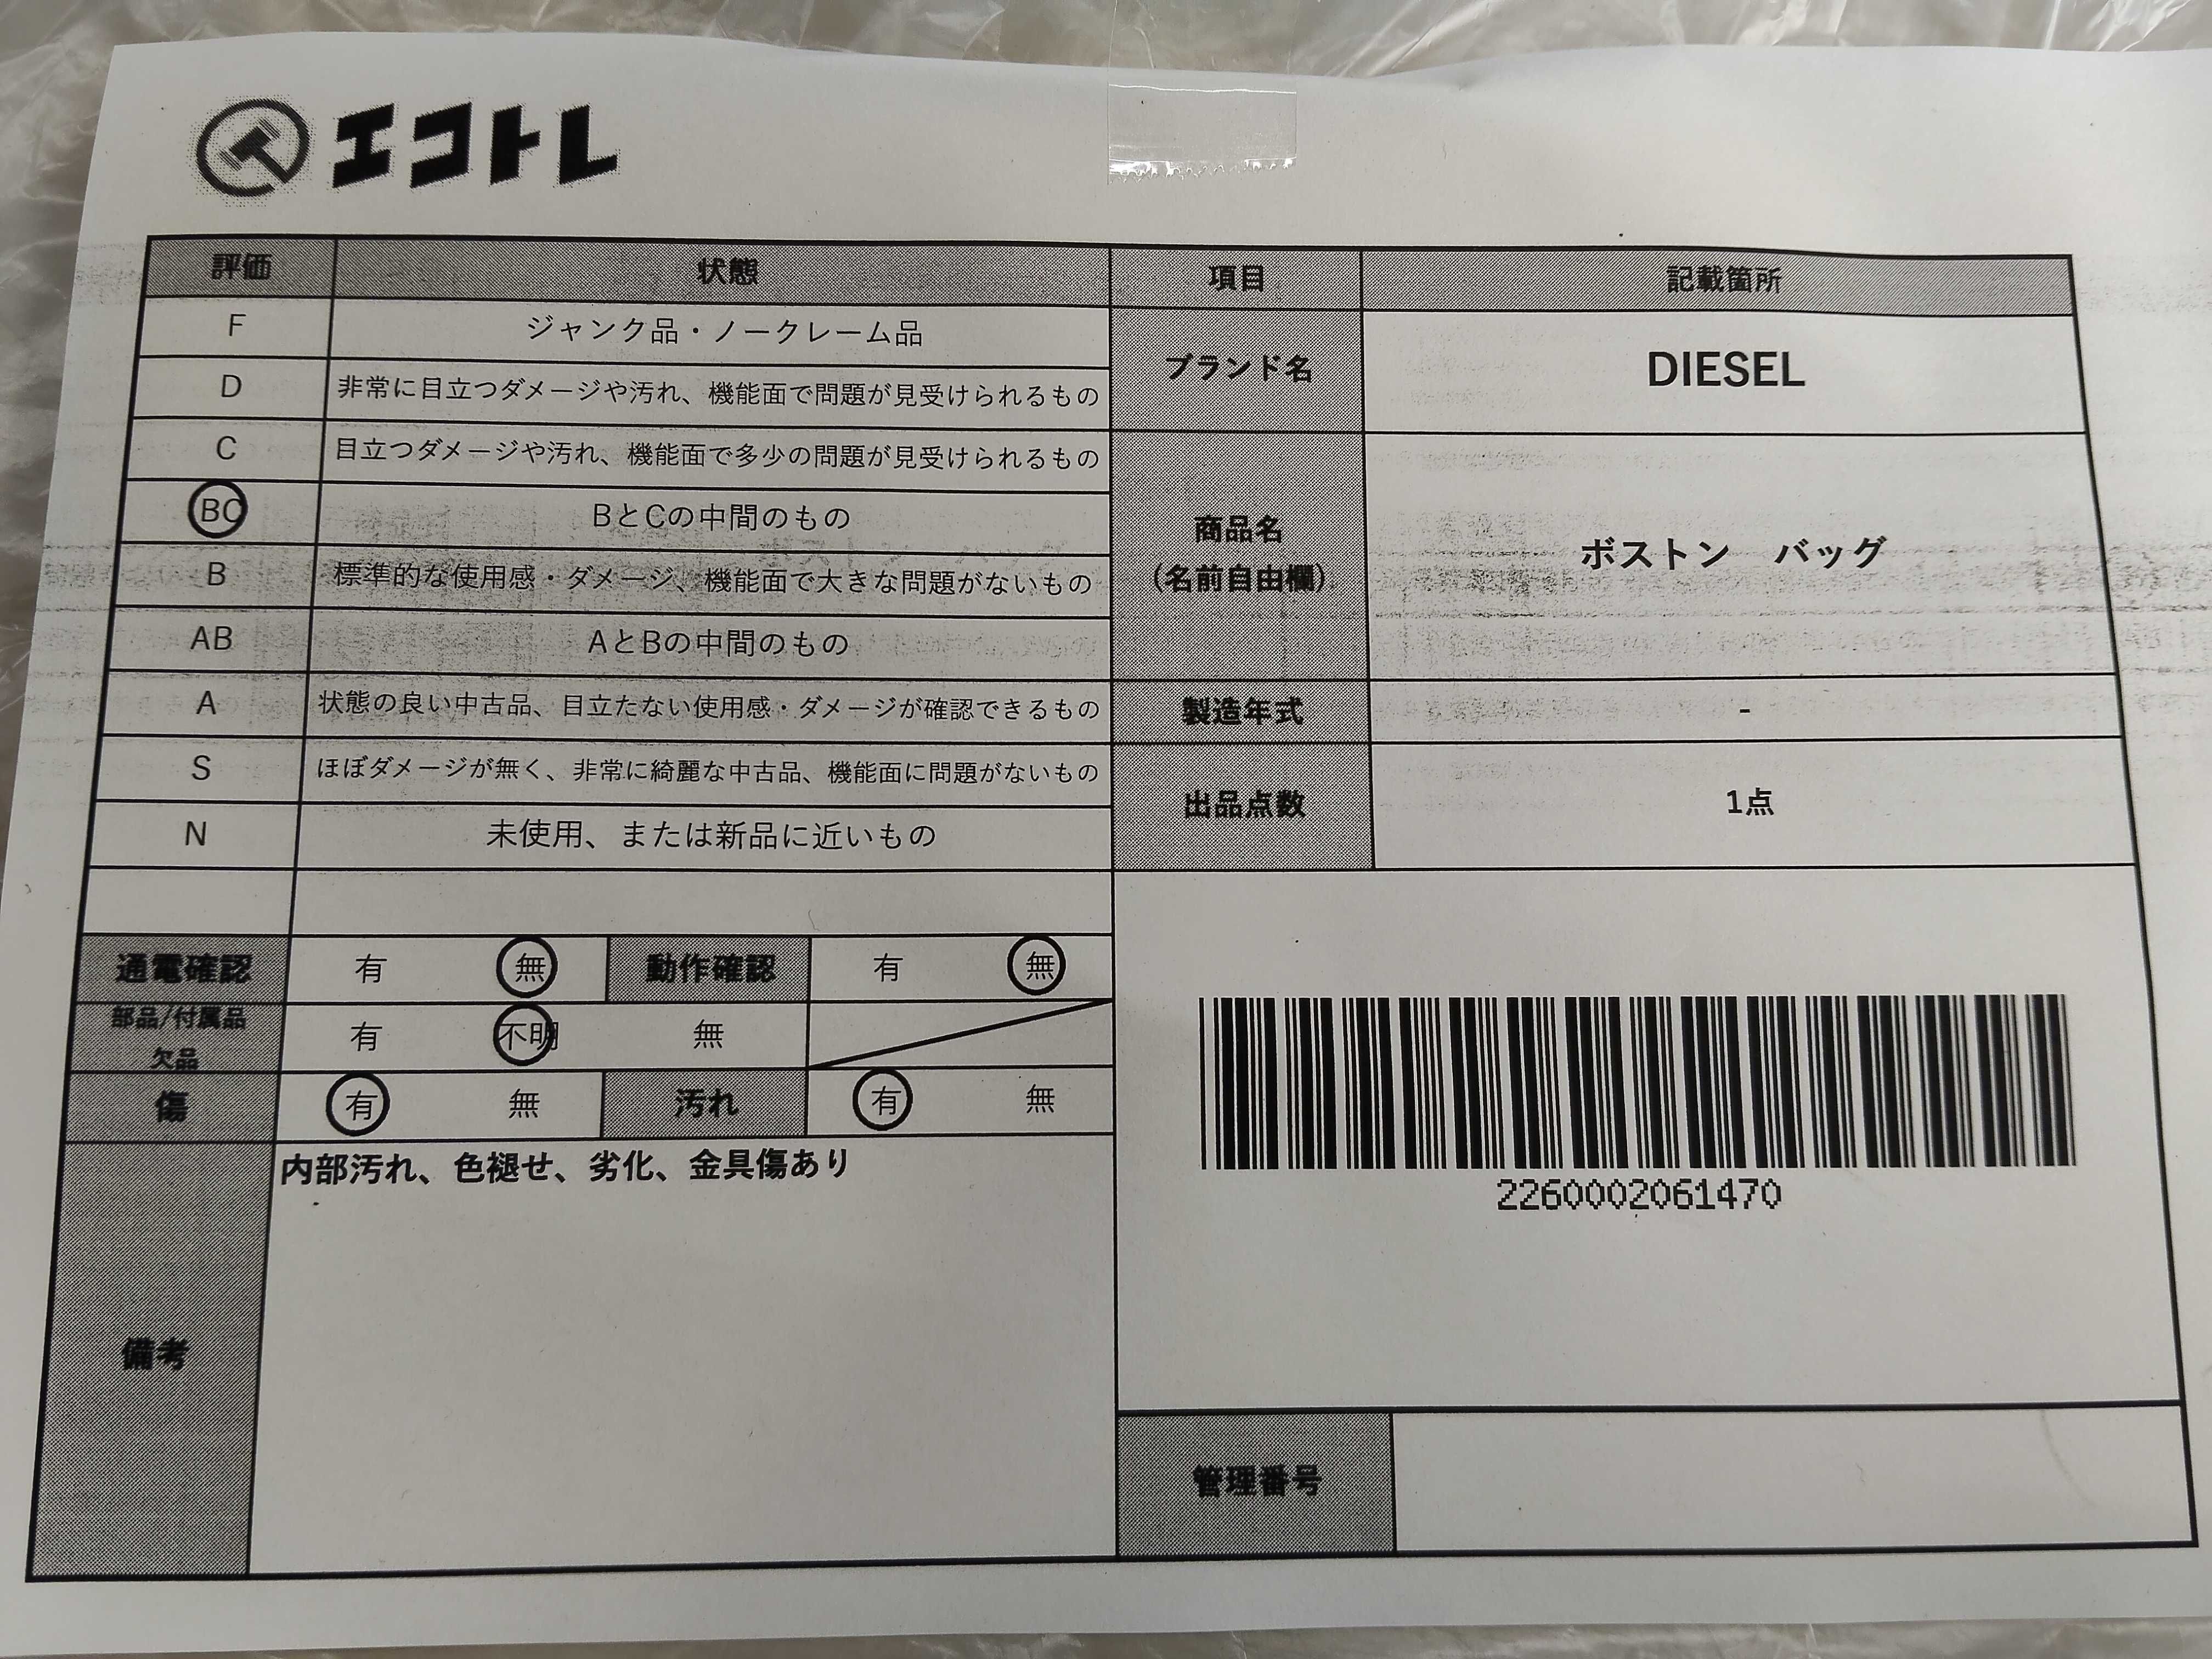 エコトレ
評価 状態 項目 記載箇所
F ジャンク品・ノークレーム品
D 非常に目立つダメージや汚れ、機能面で問題が見受けられるもの
ブランド名 DIESEL
C 目立つダメージや汚れ、機能面で多少の問題が見受けられるもの
BC BとCの中間のもの
B 標準的な使用感・ダメージ、機能面で大きな問題がないもの
商品名
(名前自由欄)
ボストン　バッグ
AB AとBの中間のもの
A 状態の良い中古品、目立たない使用感・ダメージが確認できるもの
製造年式 -
S ほぼダメージが無く、非常に綺麗な中古品、機能面に問題がないもの
N 未使用、または新品に近いもの
出品点数 1点
通電確認 有 無 動作確認 有 無
部品/付属品
欠品
有 不明 無
傷 有 無 汚れ 有 無
備考
内部汚れ、色褪せ、劣化、金具傷あり
2260002061470
管理番号